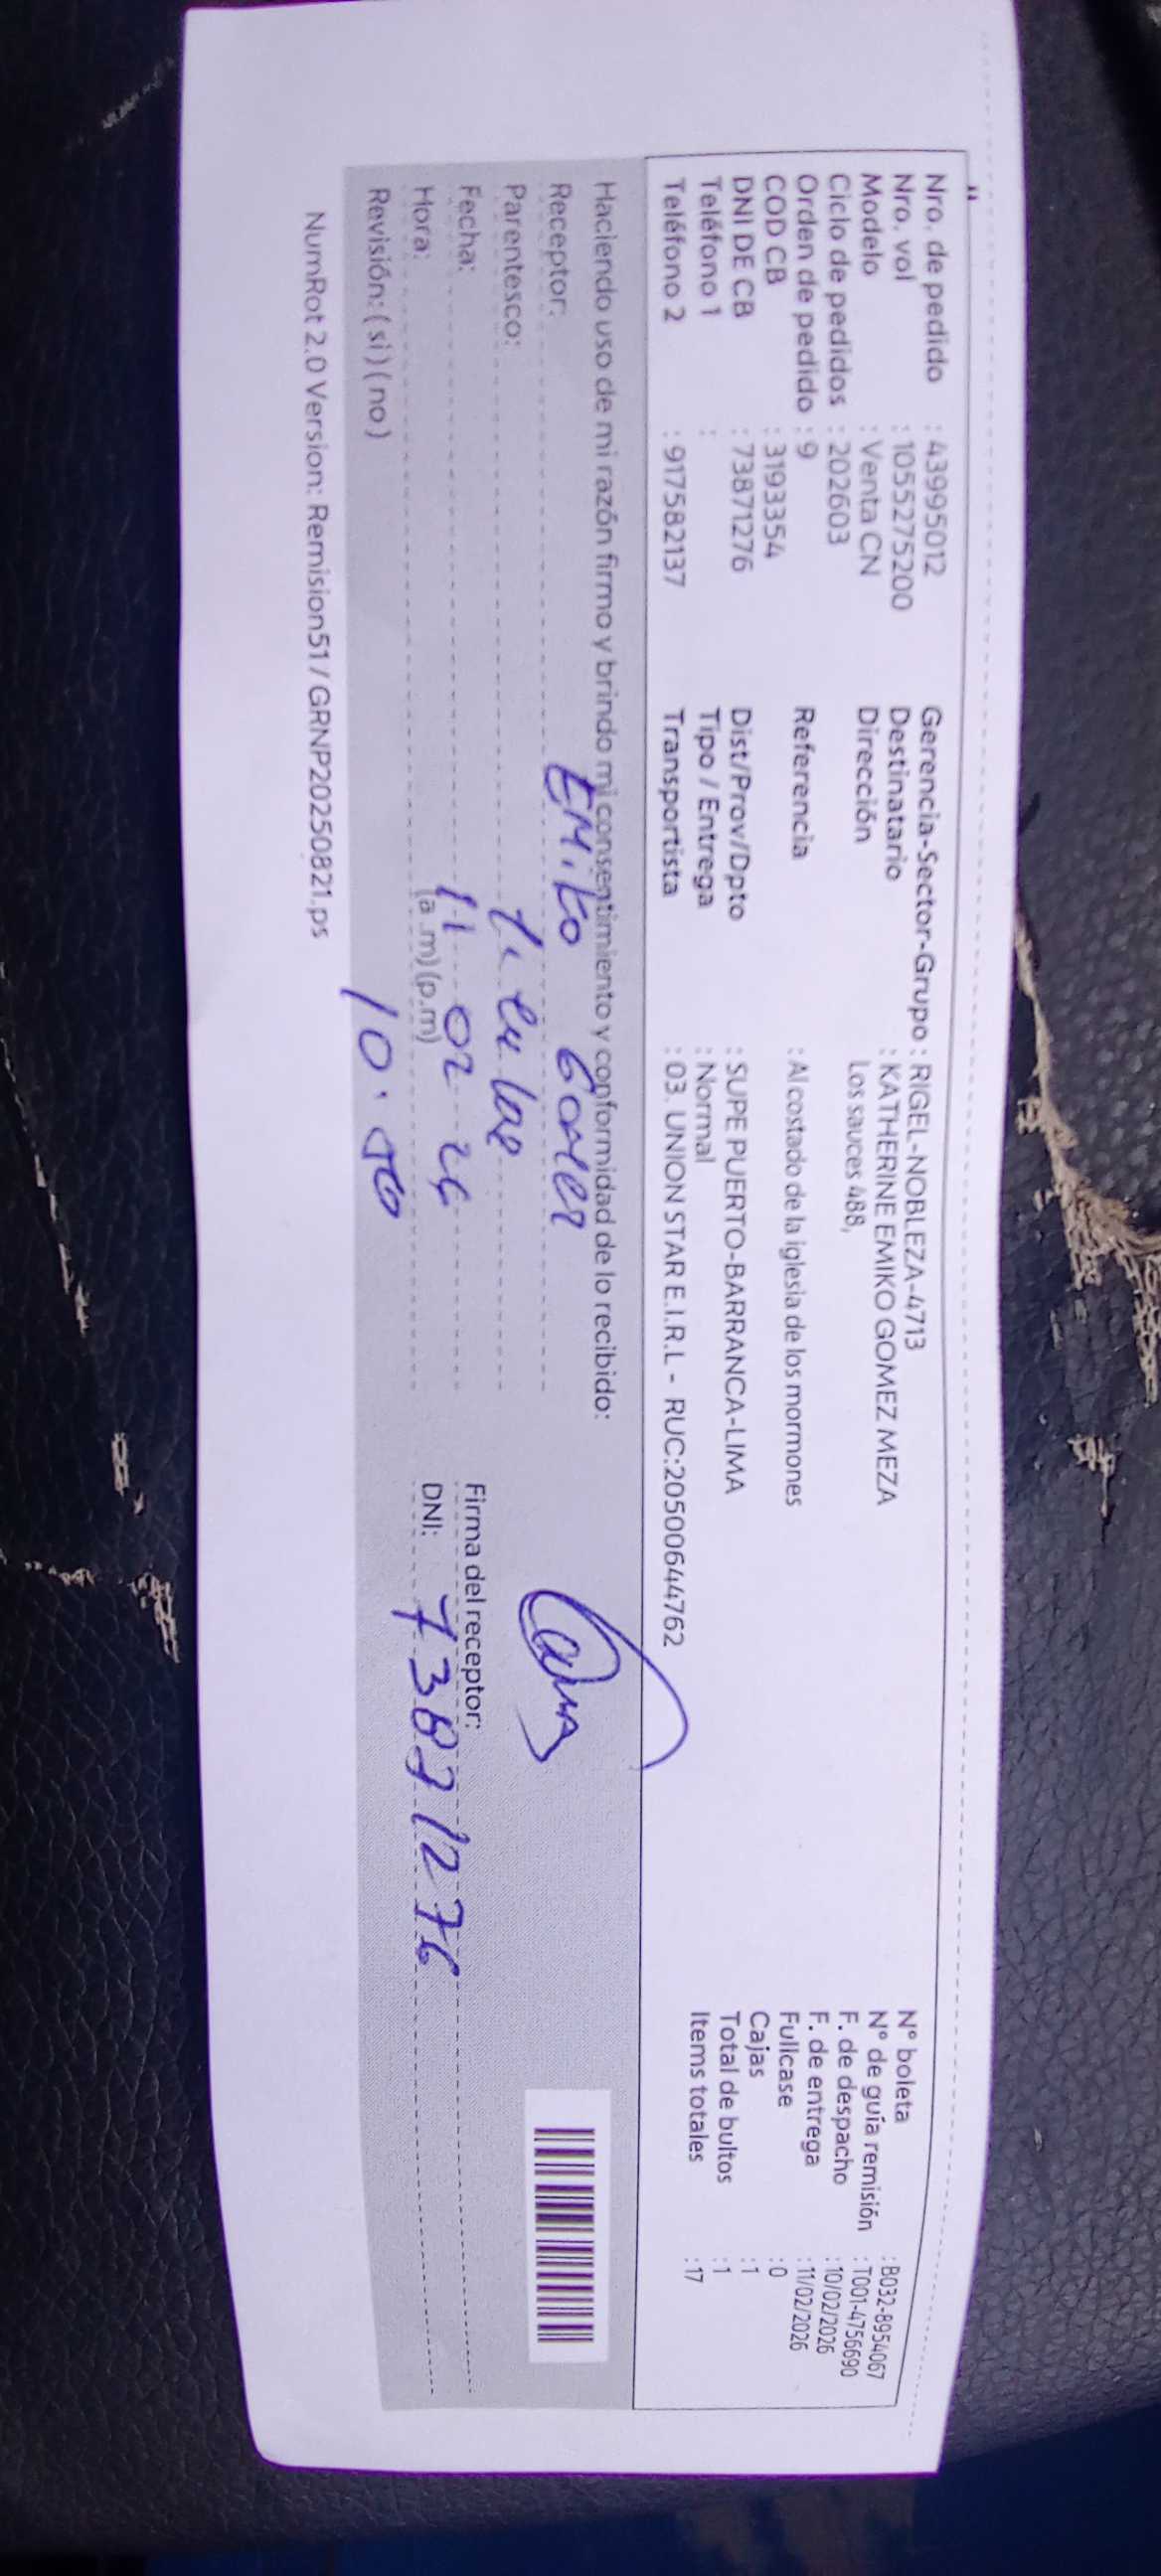 Nro. de pedido : 43995012
Nro. vol : 1055275200
Modelo : Venta CN
Ciclo de pedidos : 202603
Orden de pedido : 9
COD CB : 3193354
DNI DE CB : 73871276
Teléfono 1 :
Teléfono 2 : 917582137
Gerencia-Sector-Grupo : RIGEL-NOBLEZA-4713
Destinatario : KATHERINE EMIKO GOMEZ MEZA
Dirección Los sauces 488,
Referencia : Al costado de la iglesia de los mormones
Dist/Prov/Dpto : SUPE PUERTO-BARRANCA-LIMA
Tipo / Entrega : Normal
Transportista : 03. UNION STAR E.I.R.L - RUC:20500644762
N° boleta : B032-8954067
N° de guía remisión : T001-4756690
F. de despacho : 10/02/2026
F. de entrega : 11/02/2026
Fullcase : 0
Cajas : 1
Total de bultos : 1
Items totales : 17
Haciendo uso de mi razón firmo y brindo mi consentimiento y conformidad de lo recibido:
Receptor: EMiko Gomez
Parentesco: Titular
Fecha: 11 02 26
Hora: (a .m) (p.m)
Revisión: ( si ) ( no ) 10.
Firma del receptor:
DNI: 73871276
NumRot 2.0 Version: Remision51 / GRNP20250821.ps